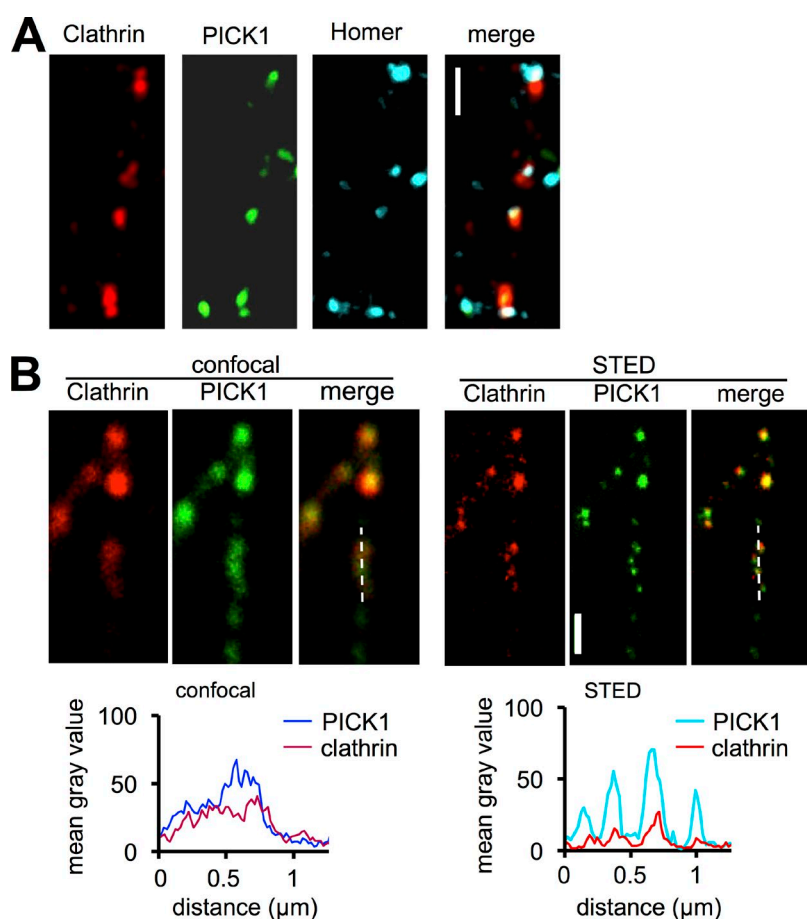 A
Clathrin PICK1 Homer merge
B
confocal STED
Clathrin PICK1 merge Clathrin PICK1 merge
confocal STED
100 PICK1 100 PICK1
clathrin clathrin
mean gray value mean gray value
50 50
0 0
0 0.5 1 0 0.5 1
distance (µm) distance (µm)